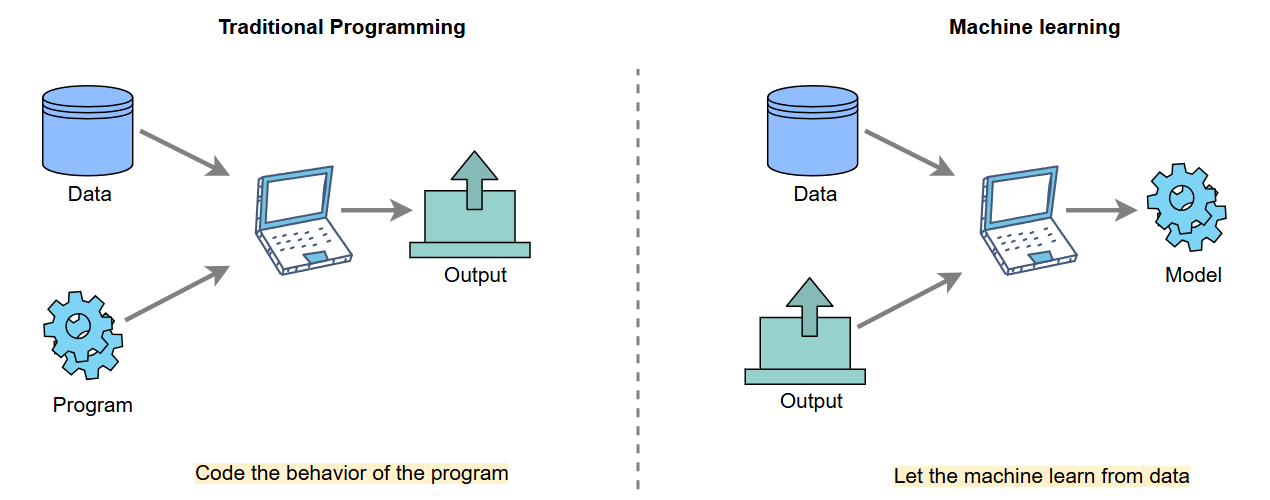 Traditional Programming
Data
Program
Output
Code the behavior of the program
Machine learning
Data
Output
Model
Let the machine learn from data